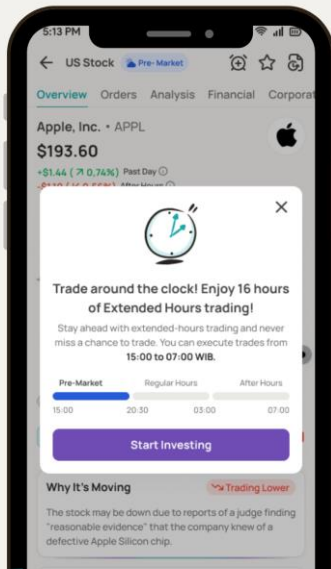 5:13 PM
US Stock Pre-Market
Overview Orders Analysis Financial Corporat
Apple, Inc. • APPL
$193.60
+$1.44 (↗ 0,74%) Past Day
After Hours
Trade around the clock! Enjoy 16 hours
of Extended Hours trading!
Stay ahead with extended-hours trading and never
miss a chance to trade. You can execute trades from
15:00 to 07:00 WIB.
Pre-Market Regular Hours After Hours
15:00 20:30 03:00 07:00
Start Investing
Why It's Moving Trading Lower
The stock may be down due to reports of a judge finding
"reasonable evidence" that the company knew of a
defective Apple Silicon chip.